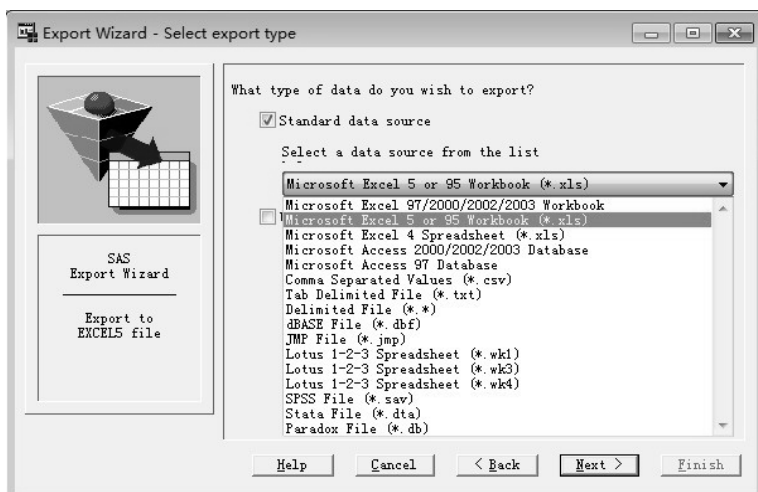 Export Wizard - Select export type
What type of data do you wish to export?
Standard data source
Select a data source from the list
Microsoft Excel 5 or 95 Workbook (*.xls)
Microsoft Excel 97/2000/2002/2003 Workbook
Microsoft Excel 5 or 95 Workbook (*.xls)
Microsoft Excel 4 Spreadsheet (*.xls)
Microsoft Access 2000/2002/2003 Database
Microsoft Access 97 Database
Comma Separated Values (*.csv)
Tab Delimited File (*.txt)
Delimited File (*.*)
dBASE File (*.dbf)
JMP File (*.jmp)
Lotus 1-2-3 Spreadsheet (*.wk1)
Lotus 1-2-3 Spreadsheet (*.wk3)
Lotus 1-2-3 Spreadsheet (*.wk4)
SPSS File (*.sav)
Stata File (*.dta)
Paradox File (*.db)
SAS
Export Wizard
Export to
EXCEL5 file
Help Cancel < Back Next > Finish